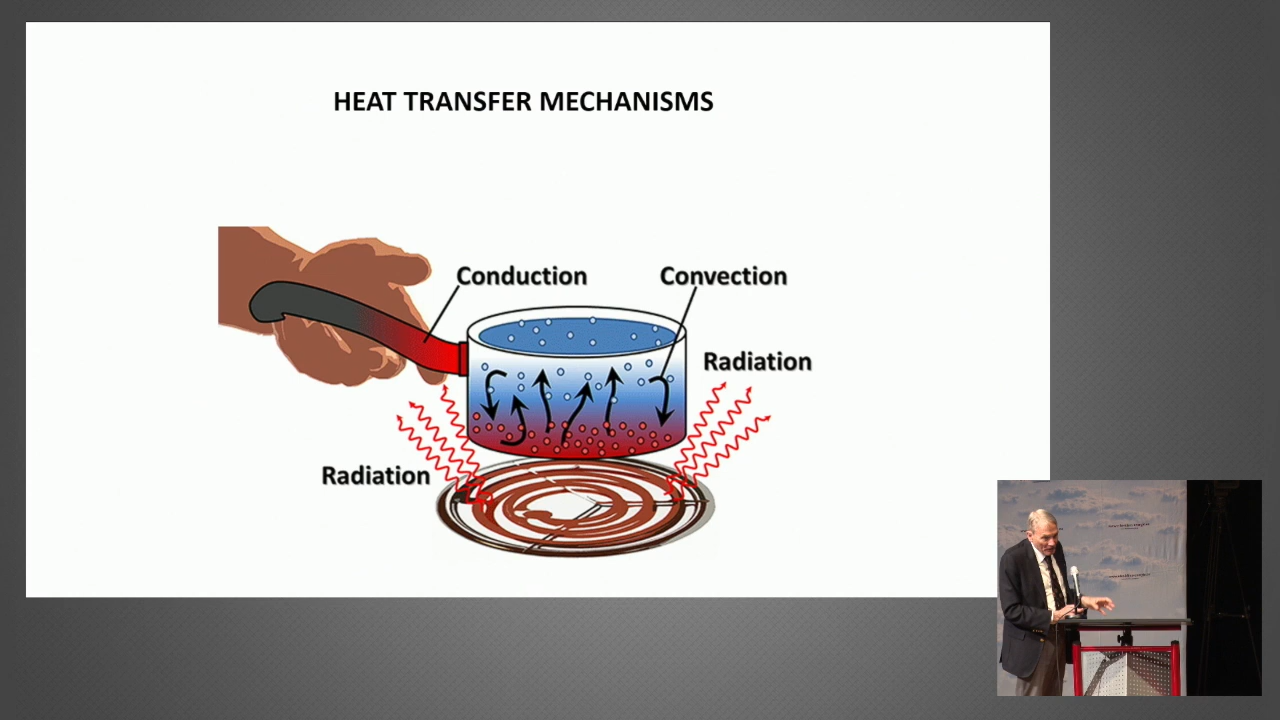 HEAT TRANSFER MECHANISMS
Conduction
Convection
Radiation
Radiation